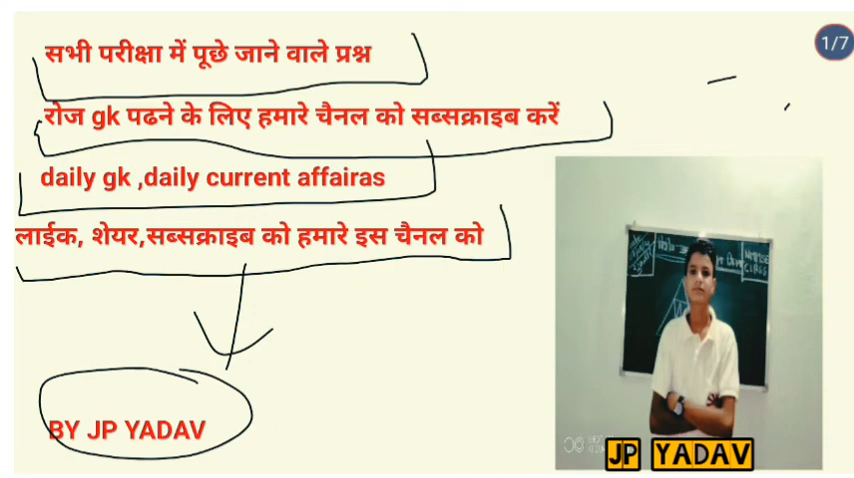 सभी परीक्षा में पूछे जाने वाले प्रश्न
1/7
रोज gk पढने के लिए हमारे चैनल को सब्सक्राइब करें
daily gk ,daily current affairas
लाईक, शेयर,सब्सक्राइब को हमारे इस चैनल को
BY JP YADAV
JP YADAV